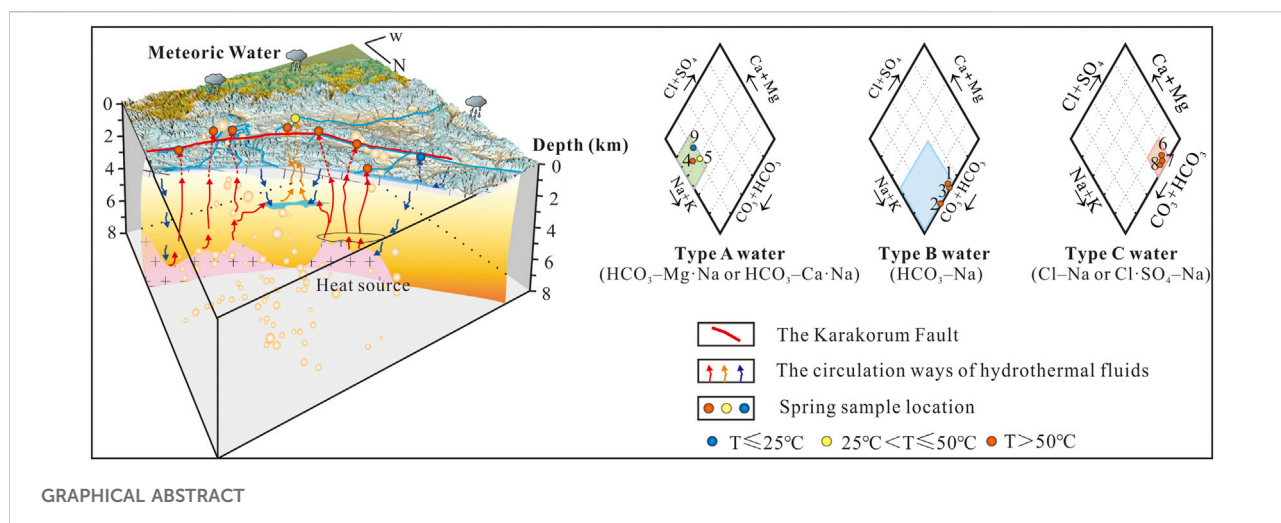 Meteoric Water
W
N
0
2
4
6
8
Depth (km)
0
2
4
6
8
Heat source
Cl+SO₄
Ca+Mg
9
4
5
Na+K
CO₃+HCO₃
Type A water
(HCO₃–Mg·Na or HCO₃–Ca·Na)
Cl+SO₄
Ca+Mg
1
3
2
Na+K
CO₃+HCO₃
Type B water
(HCO₃–Na)
Cl+SO₄
Ca+Mg
6
8
7
Na+K
CO₃+HCO₃
Type C water
(Cl–Na or Cl·SO₄–Na)
The Karakorum Fault
The circulation ways of hydrothermal fluids
Spring sample location
T≤25℃ 25℃<T≤50℃ T>50℃
GRAPHICAL ABSTRACT